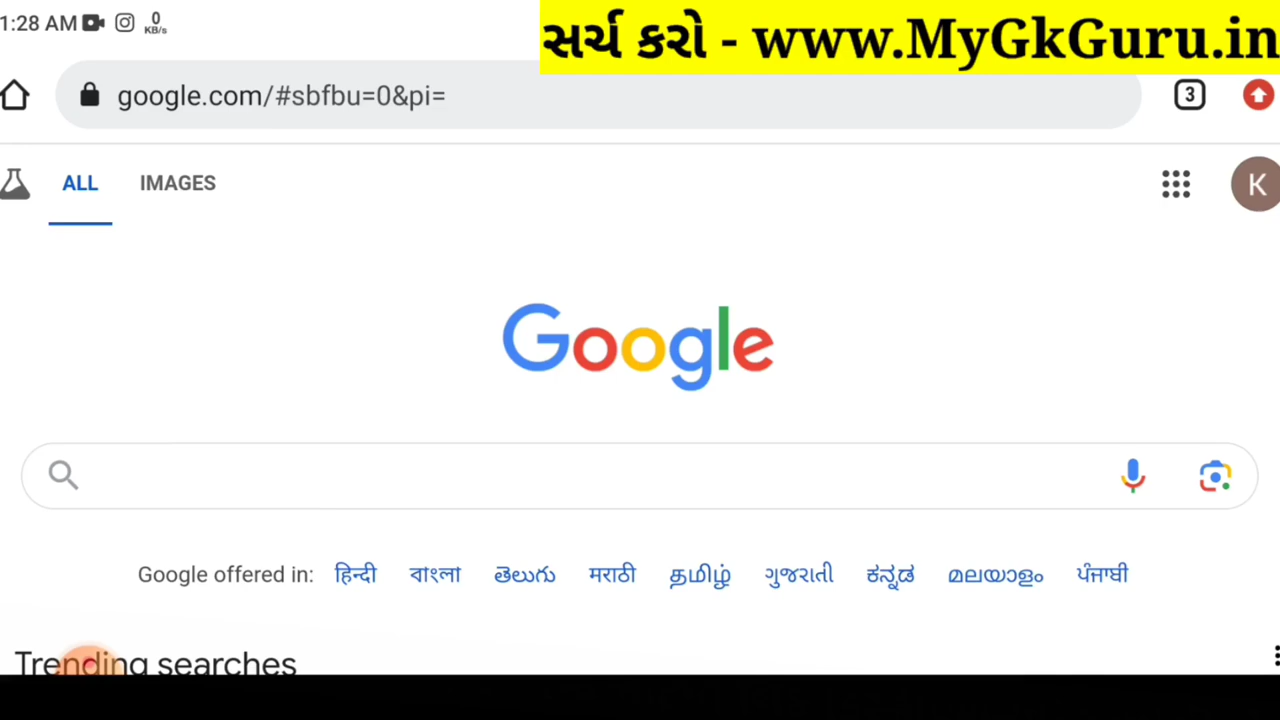 1:28 AM 0 KB/s
સર્ચ કરો - www.MyGkGuru.in
google.com/#sbfbu=0&pi=
3
ALL IMAGES
K
Google
Google offered in: हिन्दी বাংলা తెలుగు मराठी தமிழ் ગુજરાતી ಕನ್ನಡ മലയാളം ਪੰਜਾਬੀ
Trending searches